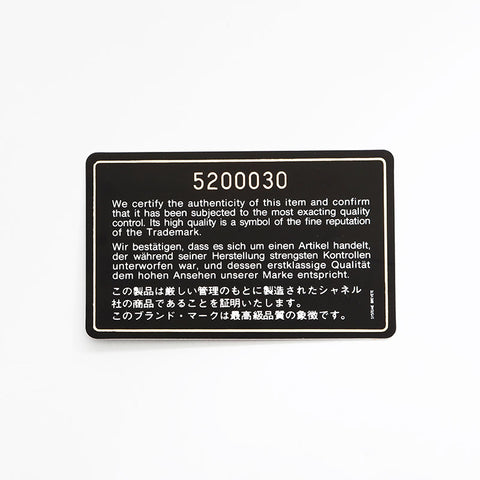 5200030
We certify the authenticity of this item and confirm
that it has been subjected to the most exacting quality
control. Its high quality is a symbol of the fine reputation
of the Trademark.
Wir bestätigen, dass es sich um einen Artikel handelt,
der während seiner Herstellung strengsten Kontrollen
unterworfen war, und dessen erstklassige Qualität
dem hohen Ansehen unserer Marke entspricht.
この製品は厳しい管理のもとに製造されたシャネル
社の商品であることを証明いたします。
このブランド・マークは最高級品質の象徴です。